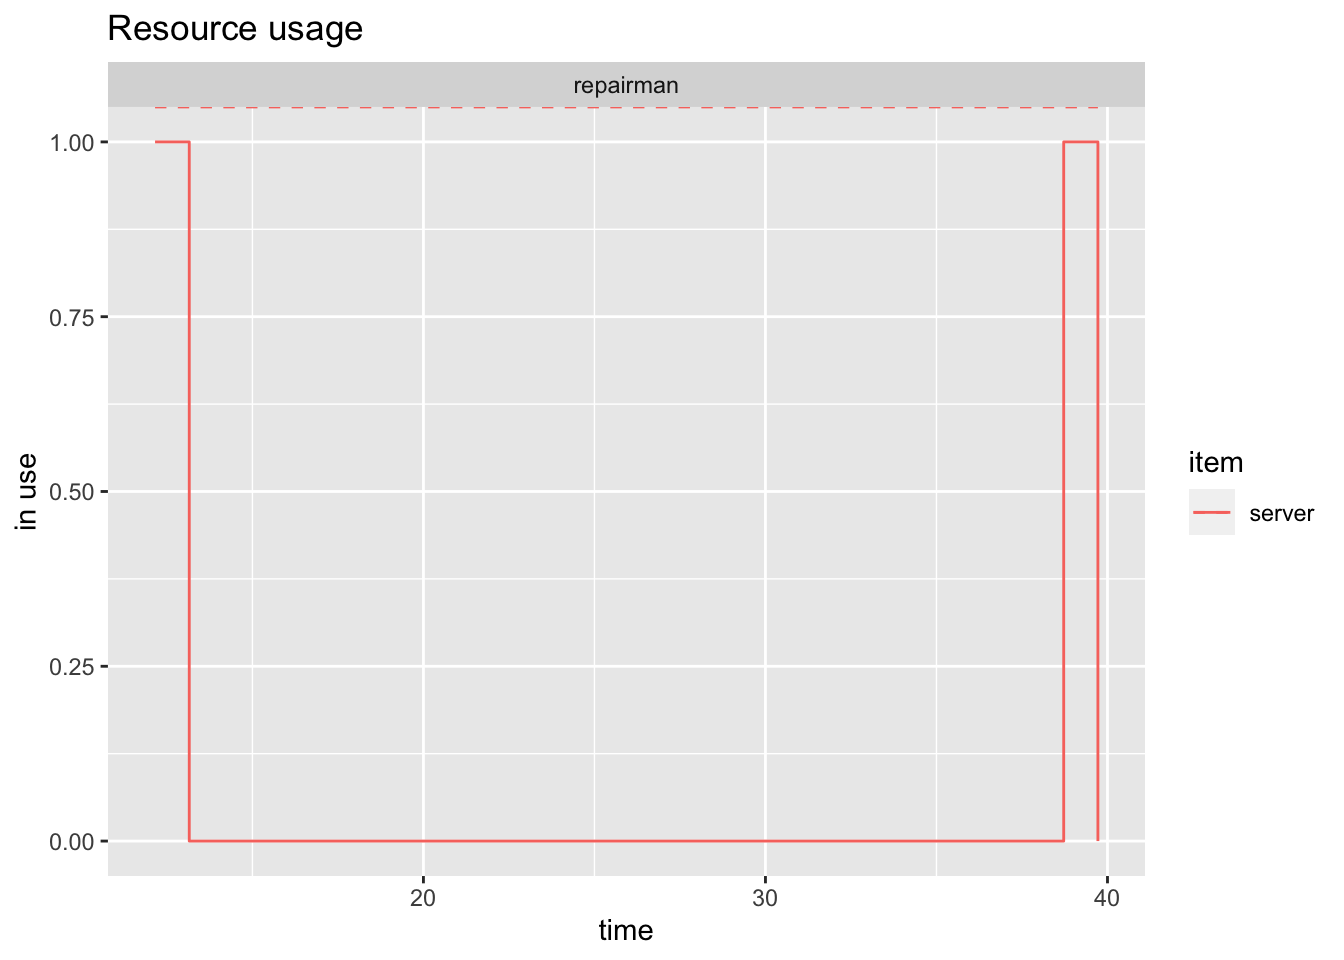 Resource usage
repairman
1.00
0.75
0.50
0.25
0.00
in use
20 30 40
time
item
server